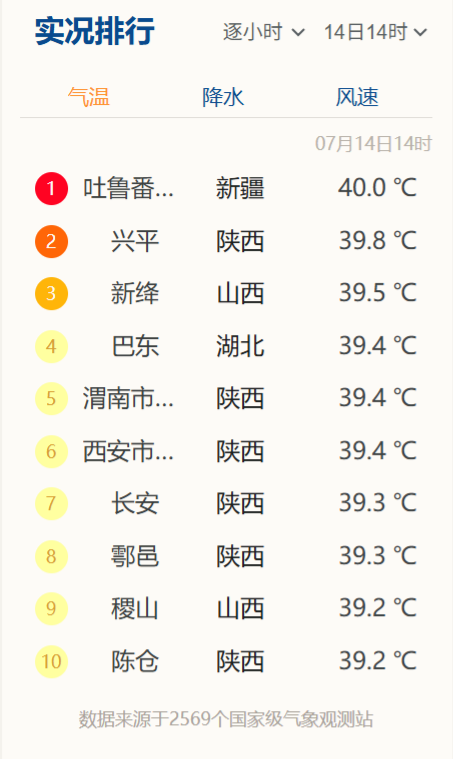 实况排行 逐小时 14日14时
气温 降水 风速
07月14日14时
1 吐鲁番... 新疆 40.0 ℃
2 兴平 陕西 39.8 ℃
3 新绛 山西 39.5 ℃
4 巴东 湖北 39.4 ℃
5 渭南市... 陕西 39.4 ℃
6 西安市... 陕西 39.4 ℃
7 长安 陕西 39.3 ℃
8 鄠邑 陕西 39.3 ℃
9 稷山 山西 39.2 ℃
10 陈仓 陕西 39.2 ℃
数据来源于2569个国家级气象观测站